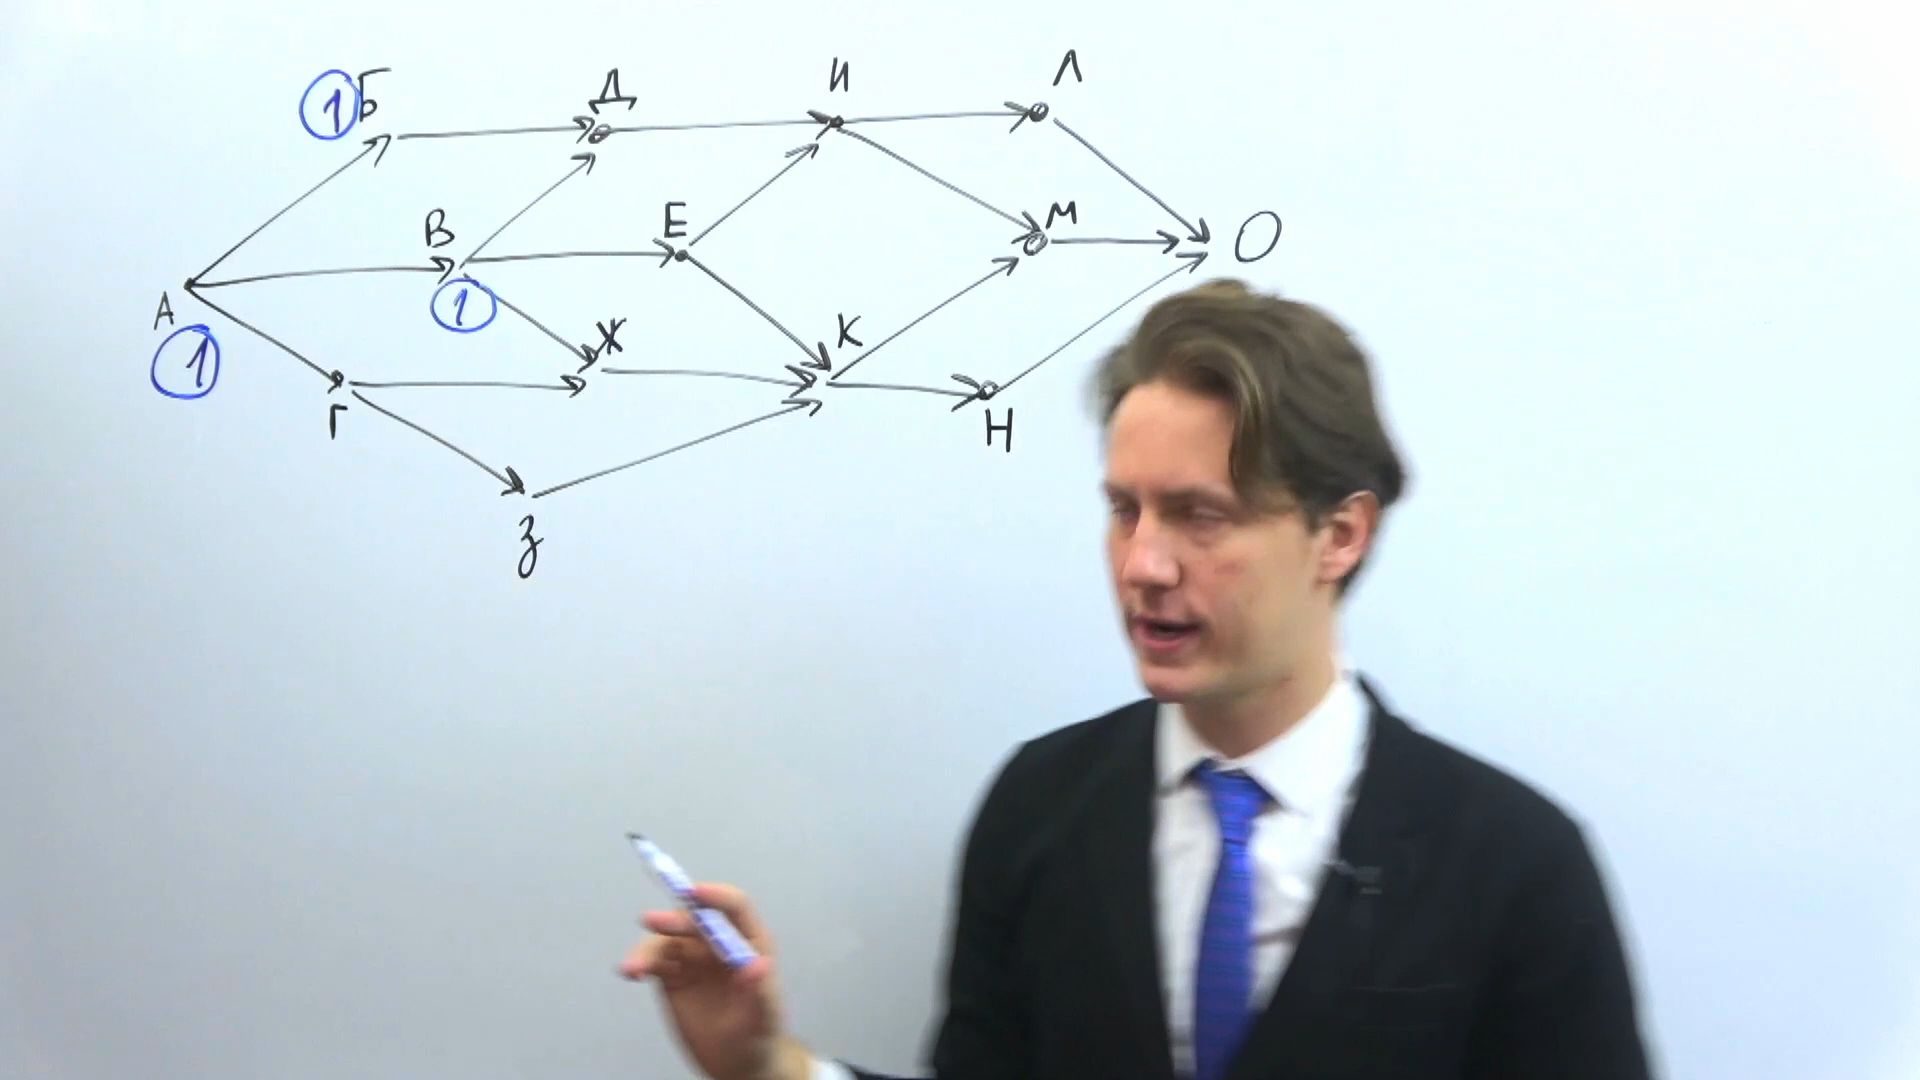 1 Б
Д
И
Л
В
Е
М
О
А
1
1
Ж
К
Г
Н
З